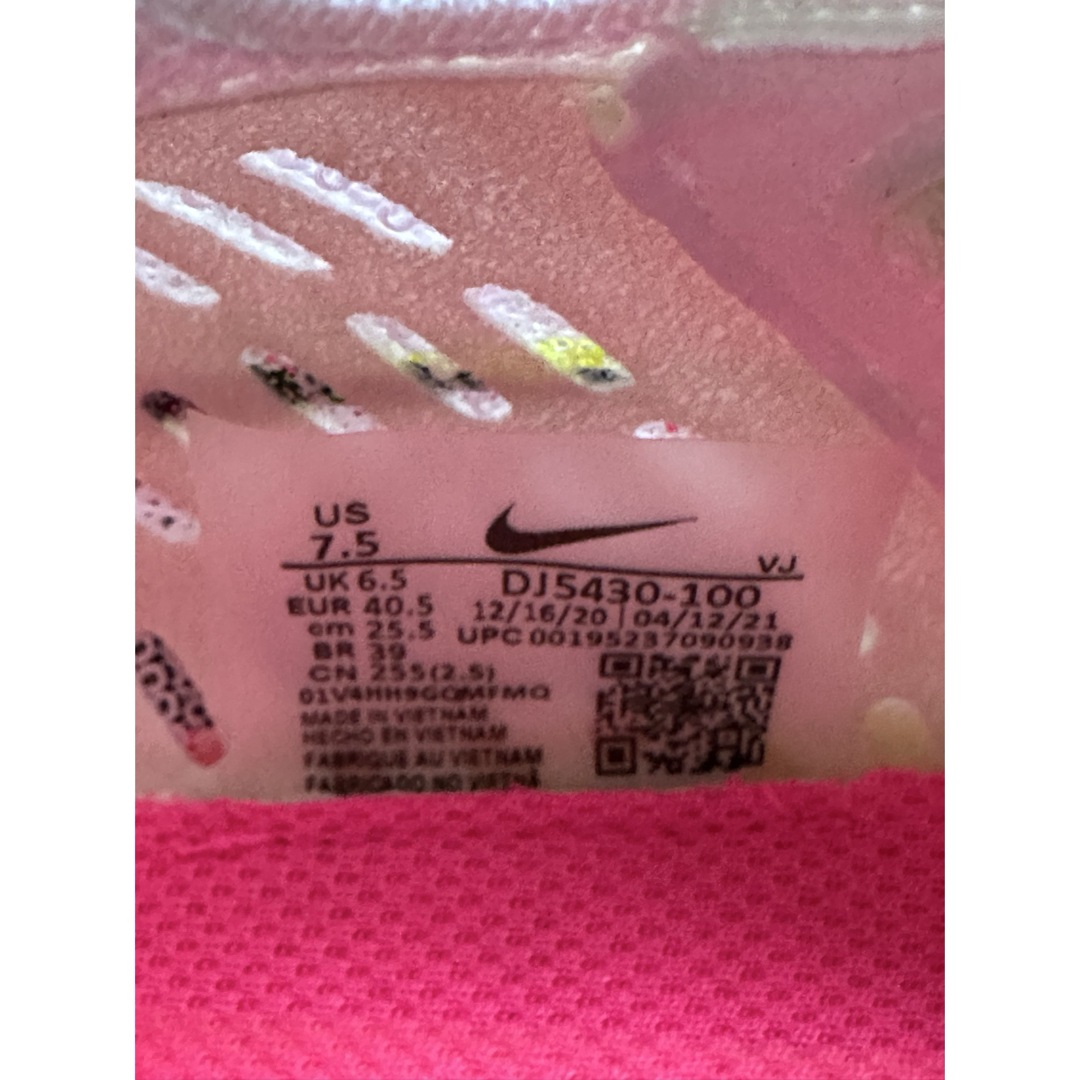 US
7.5
VJ
UK 6.5
DJ5430-100
EUR 40.5
12/16/20 | 04/12/21
cm 25.5
UPC 00195237090938
BR 39
CN 255(2.5)
01V4HH9GQMFMQ
MADE IN VIETNAM
HECHO EN VIETNAM
FABRIQUE AU VIETNAM
FABRICADO NO VIETNÃ